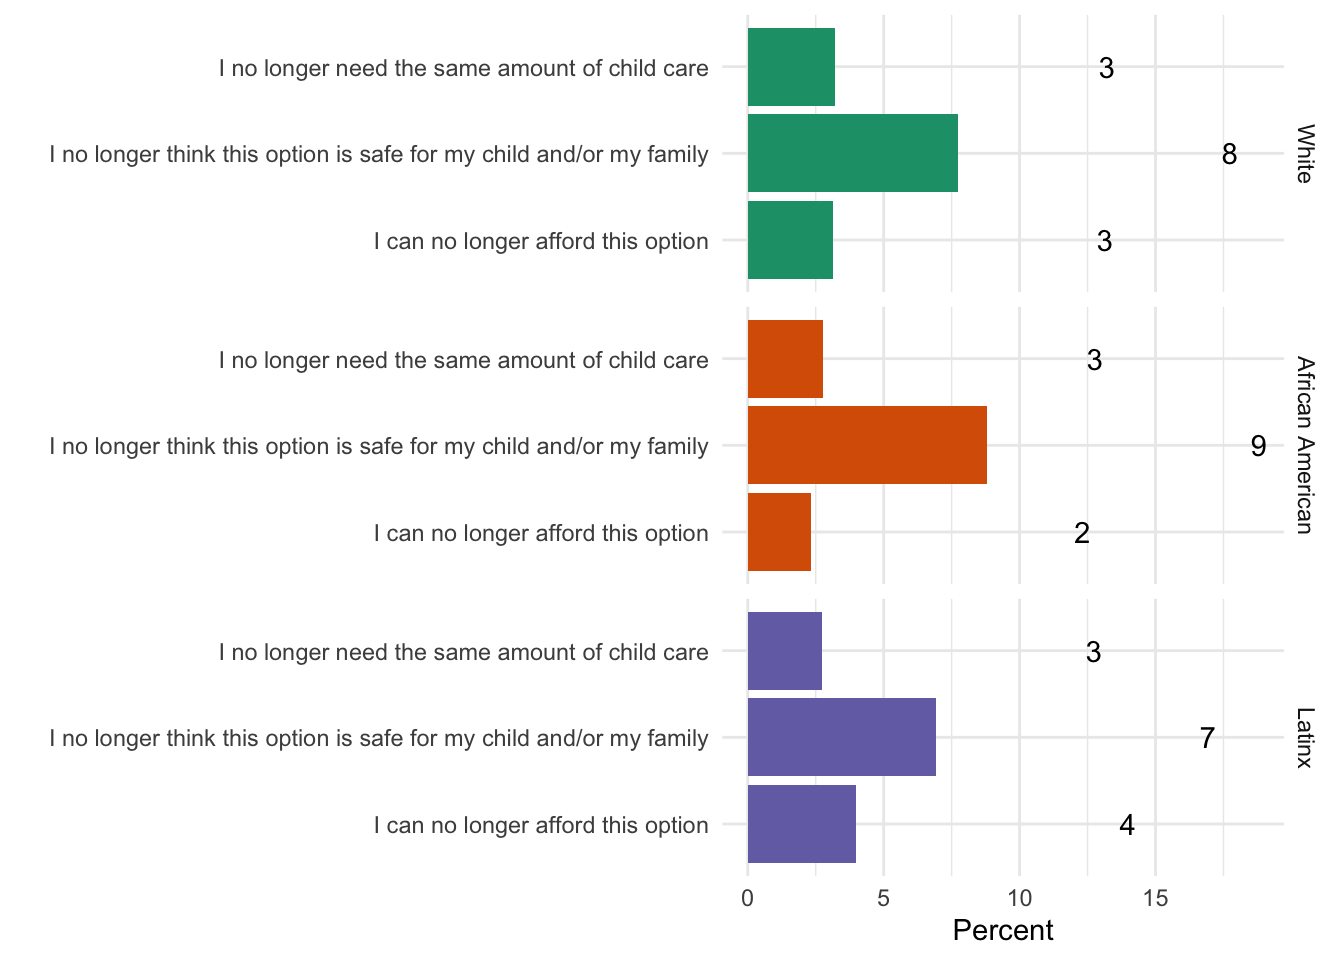 I no longer need the same amount of child care 3
I no longer think this option is safe for my child and/or my family 8
I can no longer afford this option 3
White
I no longer need the same amount of child care 3
I no longer think this option is safe for my child and/or my family 9
I can no longer afford this option 2
African American
I no longer need the same amount of child care 3
I no longer think this option is safe for my child and/or my family 7
I can no longer afford this option 4
Latinx
0 5 10 15
Percent